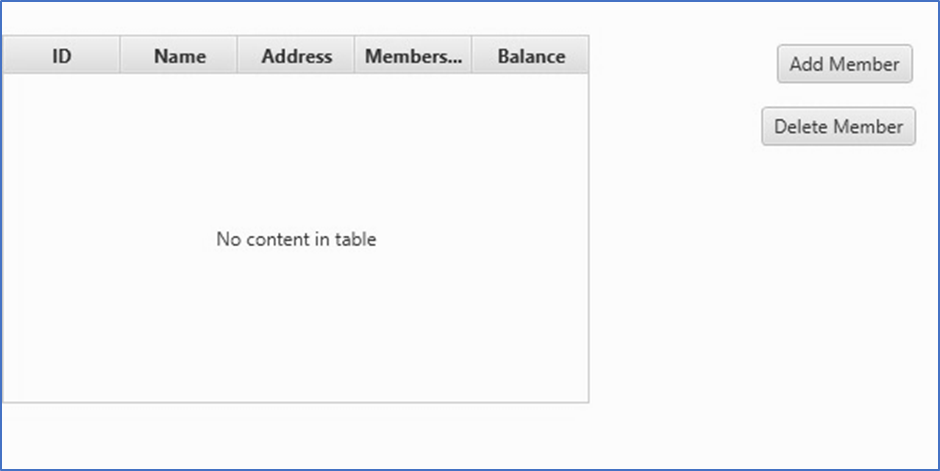 ID Name Address Members... Balance
Add Member
Delete Member
No content in table